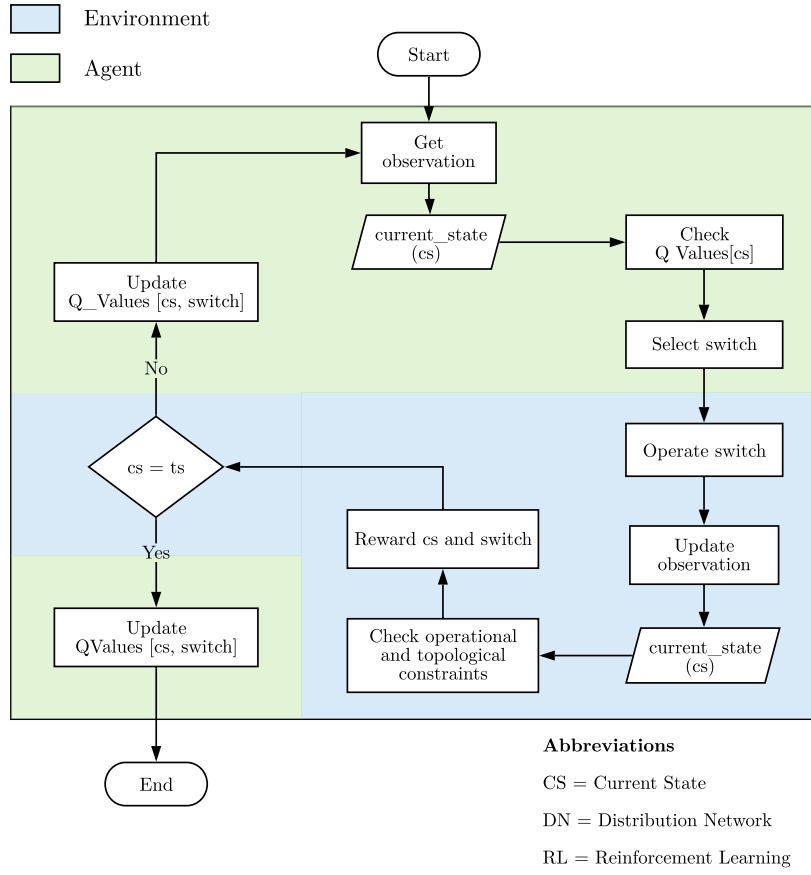 Environment
Agent
Start
Get
observation
current_state
(cs)
Check
Q Values[cs]
Update
Q_Values [cs, switch]
Select switch
No
cs = ts
Operate switch
Reward cs and switch
Update
observation
Yes
Update
QValues [cs, switch]
Check operational
and topological
constraints
current_state
(cs)
End
Abbreviations
CS = Current State
DN = Distribution Network
RL = Reinforcement Learning